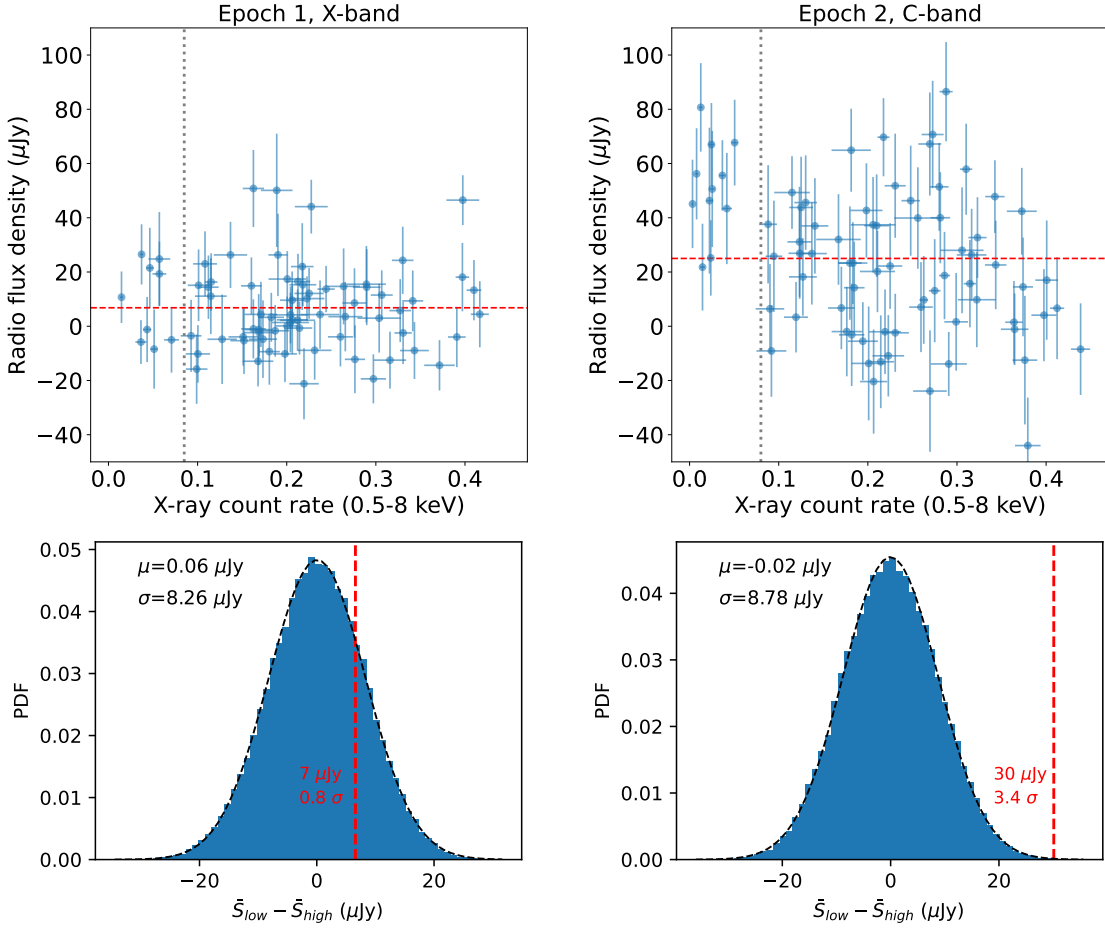 Epoch 1, X-band
Epoch 2, C-band
Radio flux density (μJy)
100
80
60
40
20
0
−20
−40
0.0 0.1 0.2 0.3 0.4
X-ray count rate (0.5-8 keV)
Radio flux density (μJy)
100
80
60
40
20
0
−20
−40
0.0 0.1 0.2 0.3 0.4
X-ray count rate (0.5-8 keV)
PDF
0.05
0.04
0.03
0.02
0.01
0.00
μ=0.06 μJy
σ=8.26 μJy
7 μJy
0.8 σ
−20 0 20
S̄low − S̄high (μJy)
PDF
0.04
0.03
0.02
0.01
0.00
μ=-0.02 μJy
σ=8.78 μJy
30 μJy
3.4 σ
−20 0 20
S̄low − S̄high (μJy)